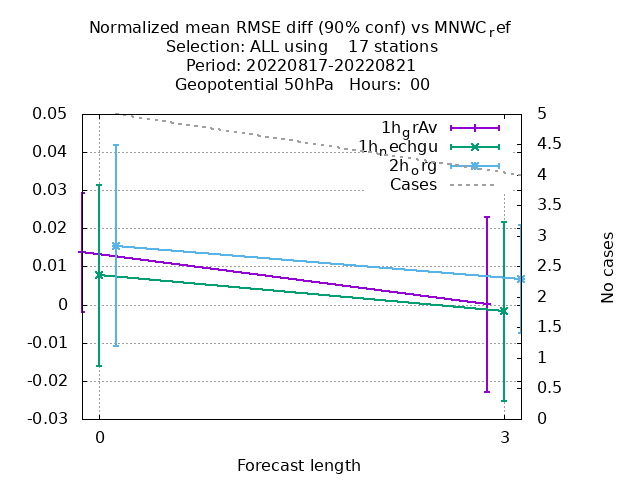 Normalized mean RMSE diff (90% conf) vs MNWC_ref
Selection: ALL using 17 stations
Period: 20220817-20220821
Geopotential 50hPa Hours: 00
0.05 5
1h_grAv
4.5
0.04 1h_nechgu
2h_org 4
0.03 Cases
3.5
0.02 3
0.01 2.5
0 2
1.5
-0.01 1
-0.02 0.5
-0.03 0
0 3
Forecast length
No cases